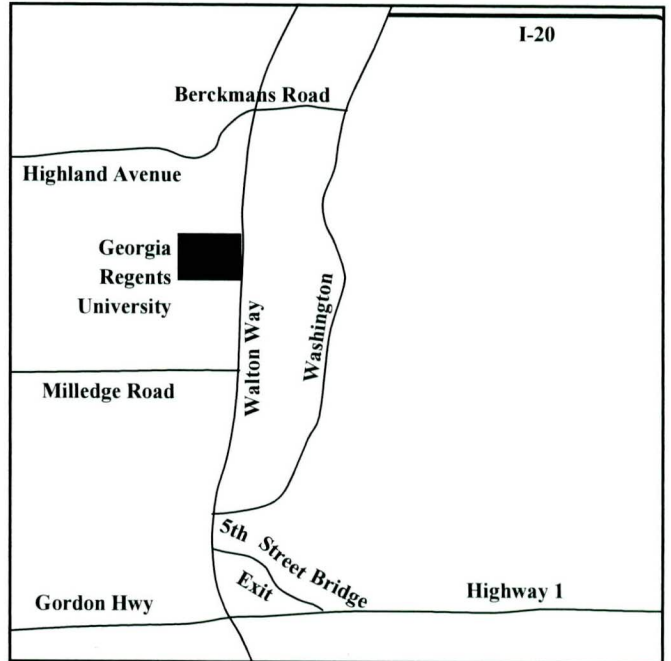 I-20
Berckmans Road
Highland Avenue
Georgia
Regents
University
Washington
Walton Way
Milledge Road
5th Street Bridge
Exit
Highway 1
Gordon Hwy